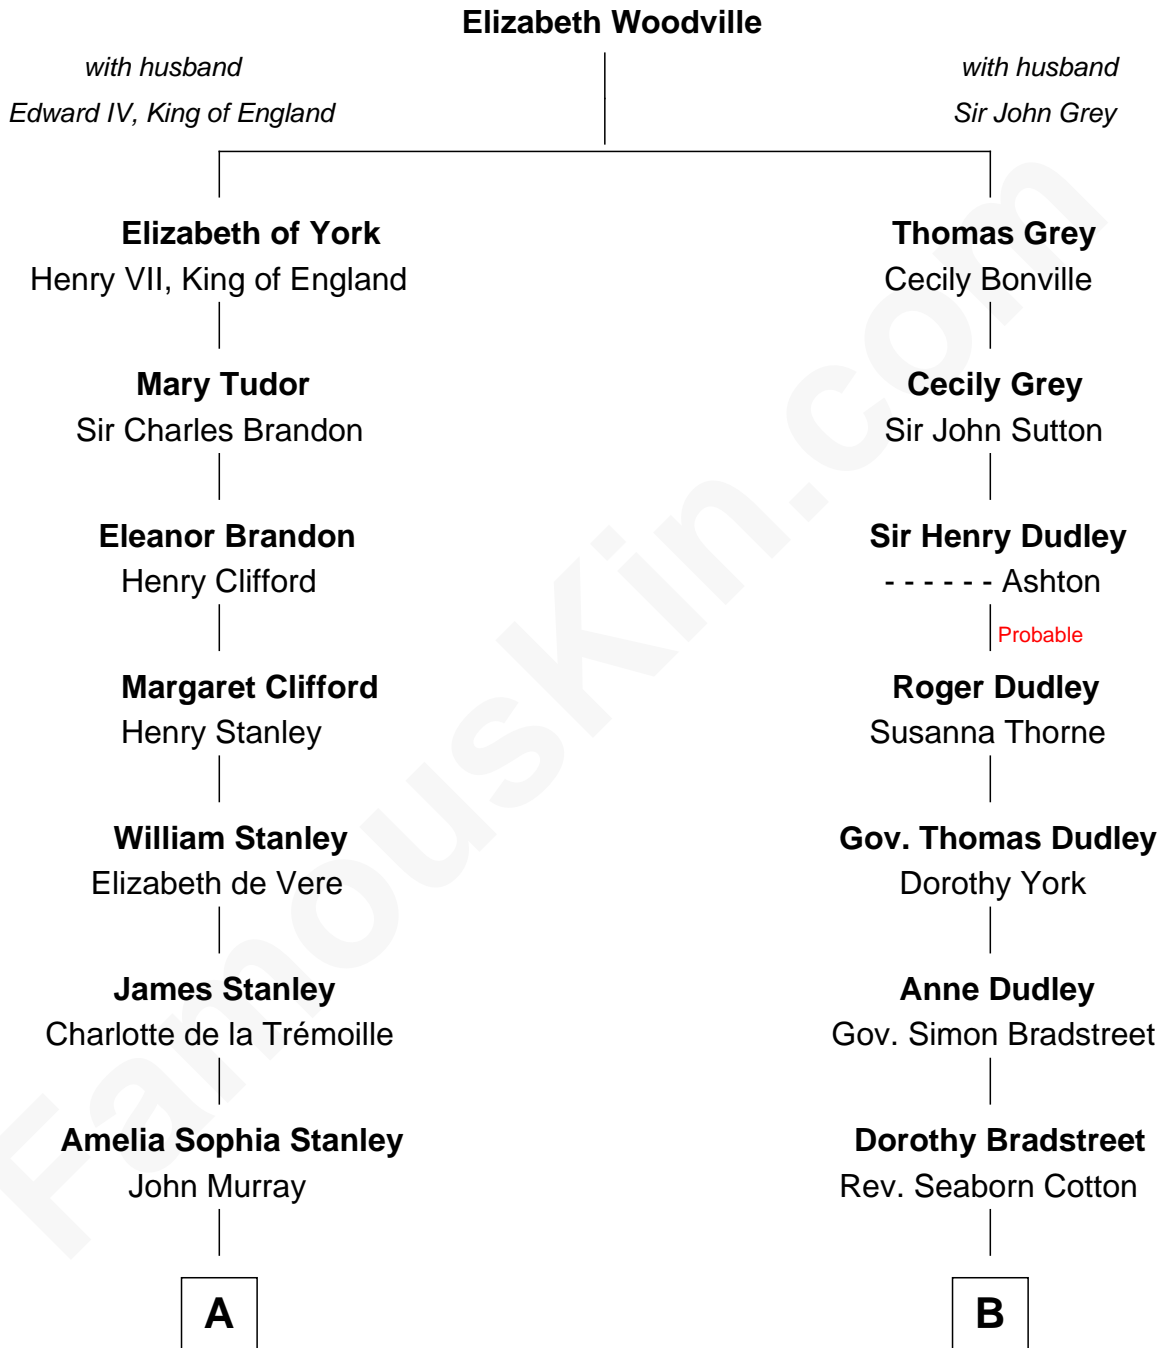 Elizabeth Woodville
with husband
Edward IV, King of England
with husband
Sir John Grey
Elizabeth of York
Henry VII, King of England
Thomas Grey
Cecily Bonville
Mary Tudor
Sir Charles Brandon
Cecily Grey
Sir John Sutton
Eleanor Brandon
Henry Clifford
Sir Henry Dudley
- - - - - - Ashton
Probable
Margaret Clifford
Henry Stanley
Roger Dudley
Susanna Thorne
William Stanley
Elizabeth de Vere
Gov. Thomas Dudley
Dorothy York
James Stanley
Charlotte de la Trémoille
Anne Dudley
Gov. Simon Bradstreet
Amelia Sophia Stanley
John Murray
Dorothy Bradstreet
Rev. Seaborn Cotton
A
B
FamousKin.com